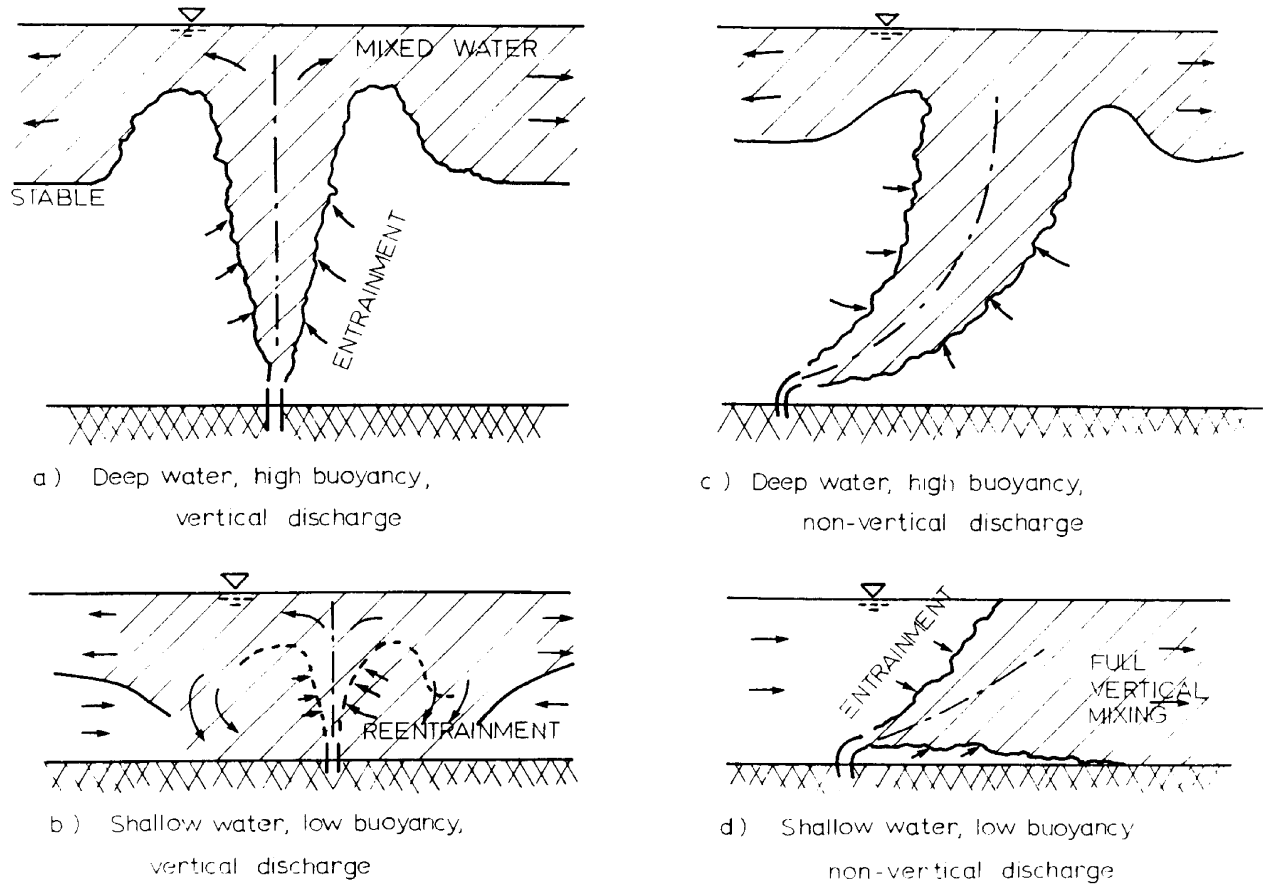 MIXED WATER
STABLE
ENTRAINMENT
a) Deep water, high buoyancy,
vertical discharge
c) Deep water, high buoyancy,
non-vertical discharge
REENTRAINMENT
b) Shallow water, low buoyancy,
vertical discharge
ENTRAINMENT
FULL
VERTICAL
MIXING
d) Shallow water, low buoyancy
non-vertical discharge